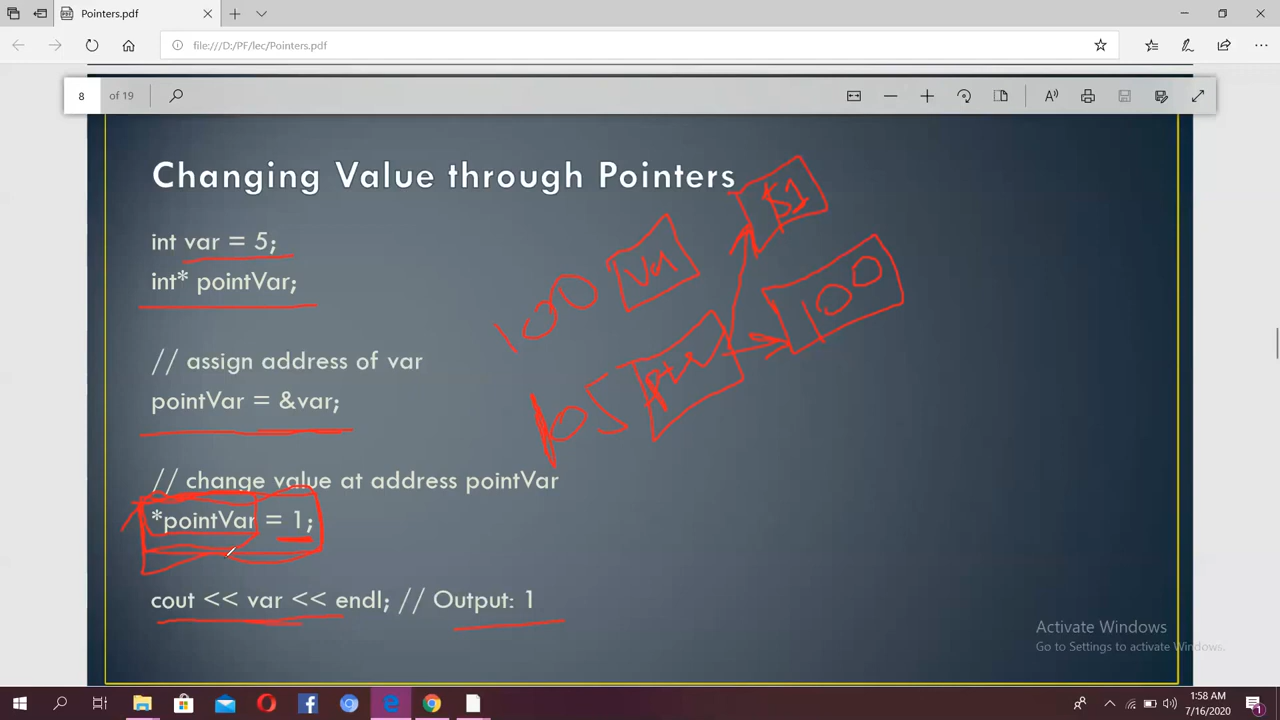 Pointers.pdf
file:///D:/PF/lec/Pointers.pdf
8 of 19
Changing Value through Pointers
int var = 5;
int* pointVar;
// assign address of var
pointVar = &var;
// change value at address pointVar
*pointVar = 1;
cout << var << endl; // Output: 1
100
ptr
100
Activate Windows
Go to Settings to activate Windows.
1:58 AM
7/16/2020
1